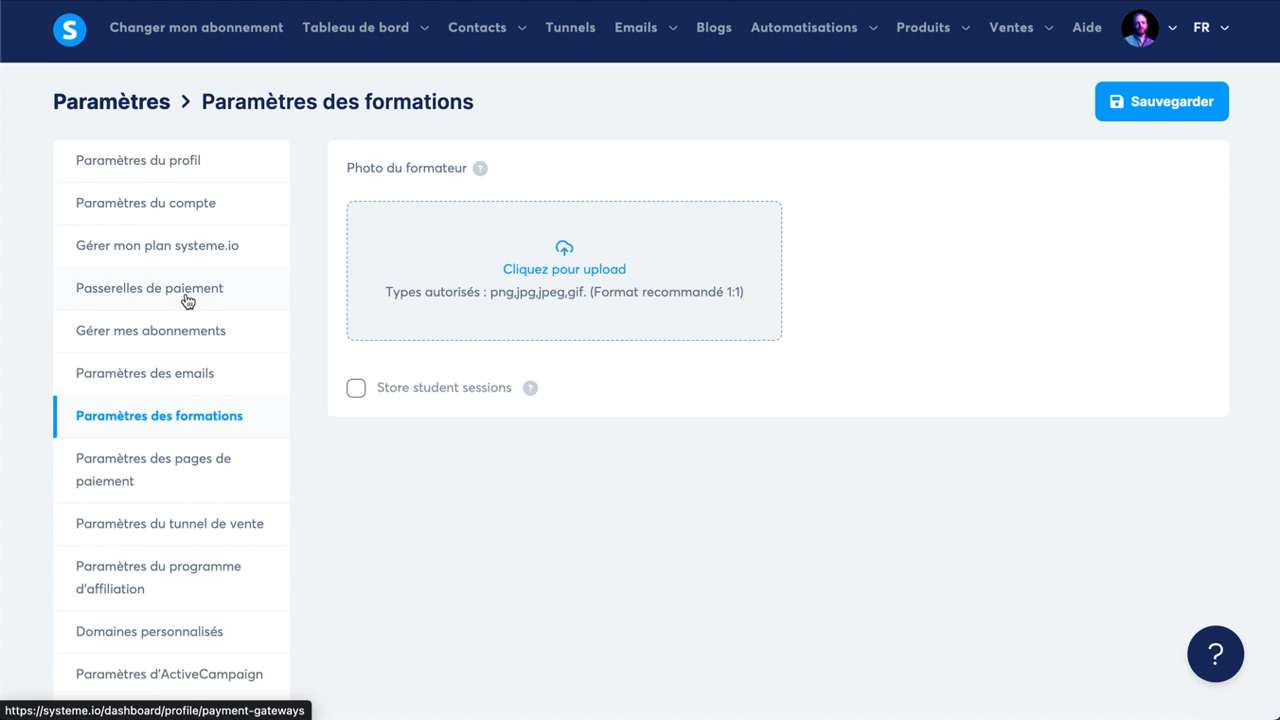 S
Changer mon abonnement
Tableau de bord
Contacts
Tunnels
Emails
Blogs
Automatisations
Produits
Ventes
Aide
FR
Paramètres > Paramètres des formations
Sauvegarder
Paramètres du profil
Paramètres du compte
Gérer mon plan systeme.io
Passerelles de paiement
Gérer mes abonnements
Paramètres des emails
Paramètres des formations
Paramètres des pages de
paiement
Paramètres du tunnel de vente
Paramètres du programme
d'affiliation
Domaines personnalisés
Paramètres d'ActiveCampaign
Photo du formateur ?
Cliquez pour upload
Types autorisés : png,jpg,jpeg,gif. (Format recommandé 1:1)
Store student sessions ?
?
https://systeme.io/dashboard/profile/payment-gateways